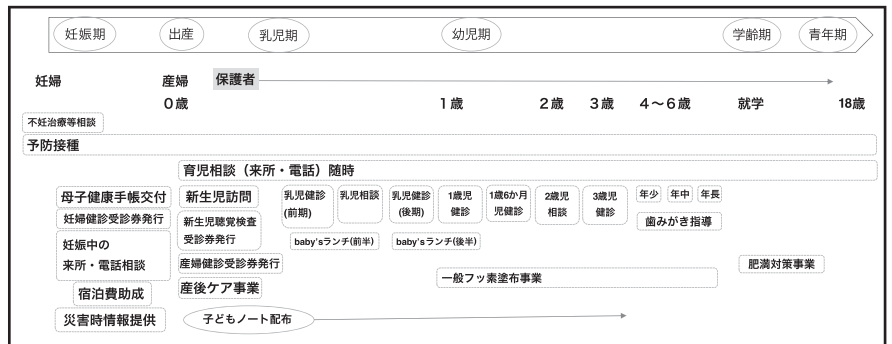 妊娠期 出産 乳児期 幼児期 学齢期 青年期
妊婦 産婦 保護者
0歳 1歳 2歳 3歳 4〜6歳 就学 18歳
不妊治療等相談
予防接種
育児相談（来所・電話）随時
母子健康手帳交付 新生児訪問 乳児健診 乳児相談 乳児健診 1歳児 1歳6か月 2歳児 3歳児 年少 年中 年長
(前期) (後期) 健診 児健診 相談 健診
妊婦健診受診券発行 新生児聴覚検査 歯みがき指導
受診券発行
妊娠中の baby'sランチ(前半) baby'sランチ(後半)
来所・電話相談 産婦健診受診券発行 肥満対策事業
一般フッ素塗布事業
宿泊費助成 産後ケア事業
災害時情報提供 子どもノート配布